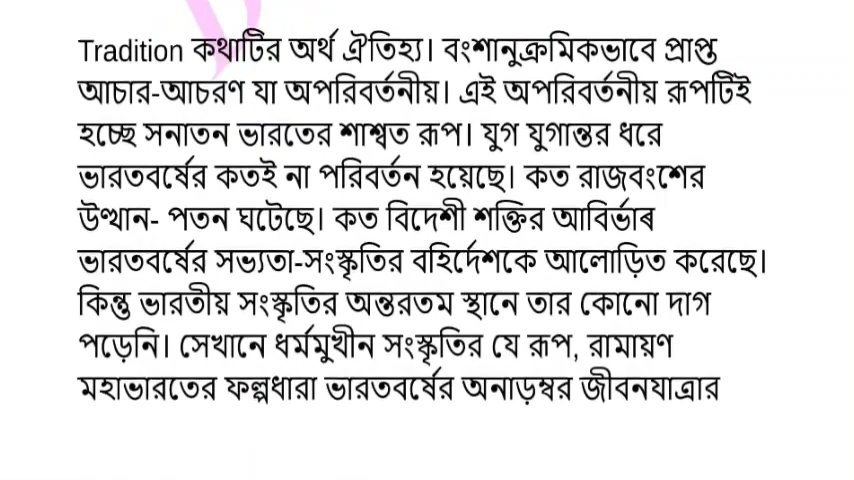 Tradition কথাটির অর্থ ঐতিহ্য। বংশানুক্রমিকভাবে প্রাপ্ত
আচার-আচরণ যা অপরিবর্তনীয়। এই অপরিবর্তনীয় রূপটিই
হচ্ছে সনাতন ভারতের শাশ্বত রূপ। যুগ যুগান্তর ধরে
ভারতবর্ষের কতই না পরিবর্তন হয়েছে। কত রাজবংশের
উত্থান- পতন ঘটেছে। কত বিদেশী শক্তির আবির্ভাৰ
ভারতবর্ষের সভ্যতা-সংস্কৃতির বহির্দেশকে আলোড়িত করেছে।
কিন্তু ভারতীয় সংস্কৃতির অন্তরতম স্থানে তার কোনো দাগ
পড়েনি। সেখানে ধর্মমুখীন সংস্কৃতির যে রূপ, রামায়ণ
মহাভারতের ফল্গুধারা ভারতবর্ষের অনাড়ম্বর জীবনযাত্রার